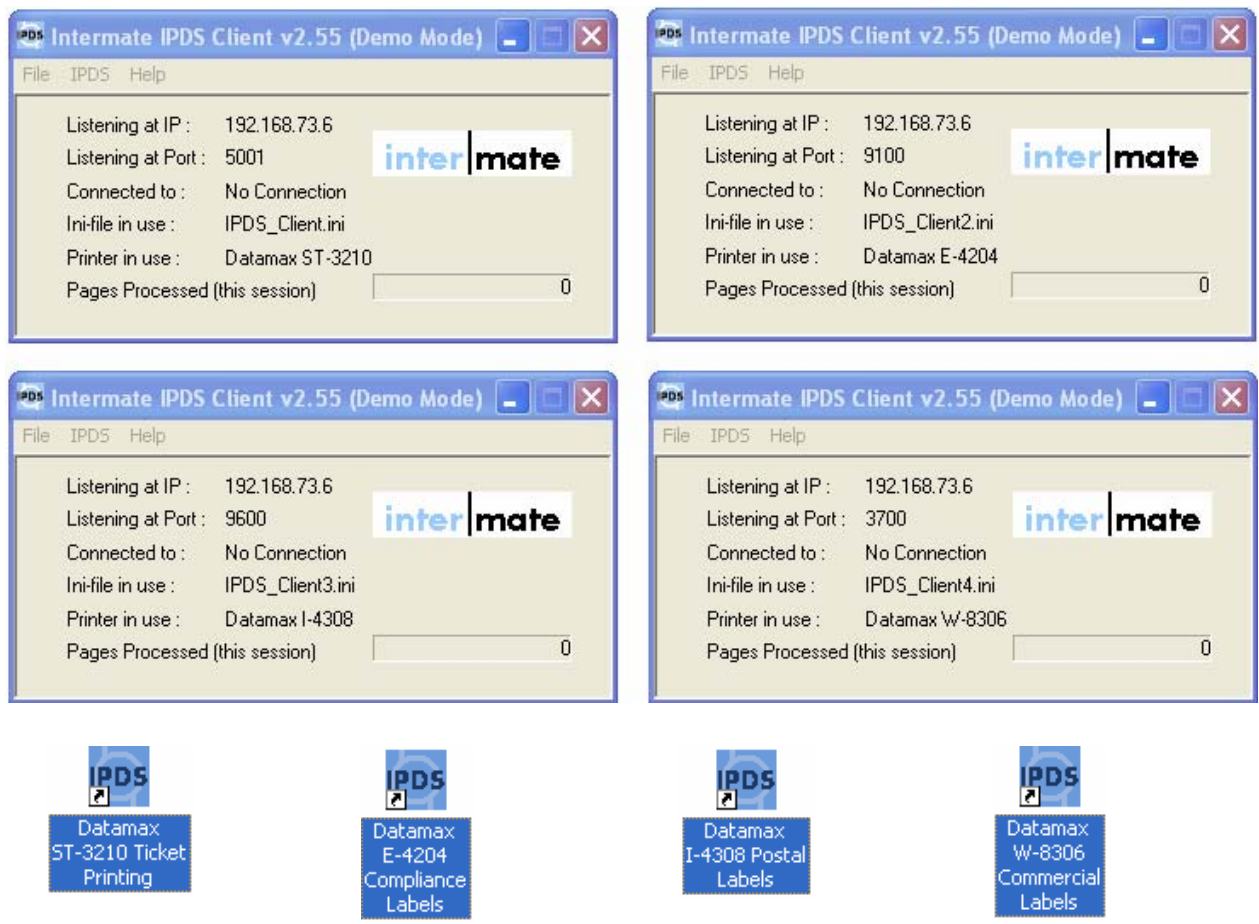 IPDS Intermate IPDS Client v2.55 (Demo Mode)
File IPDS Help
Listening at IP : 192.168.73.6
Listening at Port : 5001
Connected to : No Connection
Ini-file in use : IPDS_Client.ini
Printer in use : Datamax ST-3210
Pages Processed (this session) 0
inter mate
IPDS Intermate IPDS Client v2.55 (Demo Mode)
File IPDS Help
Listening at IP : 192.168.73.6
Listening at Port : 9100
Connected to : No Connection
Ini-file in use : IPDS_Client2.ini
Printer in use : Datamax E-4204
Pages Processed (this session) 0
inter mate
IPDS Intermate IPDS Client v2.55 (Demo Mode)
File IPDS Help
Listening at IP : 192.168.73.6
Listening at Port : 9600
Connected to : No Connection
Ini-file in use : IPDS_Client3.ini
Printer in use : Datamax I-4308
Pages Processed (this session) 0
inter mate
IPDS Intermate IPDS Client v2.55 (Demo Mode)
File IPDS Help
Listening at IP : 192.168.73.6
Listening at Port : 3700
Connected to : No Connection
Ini-file in use : IPDS_Client4.ini
Printer in use : Datamax W-8306
Pages Processed (this session) 0
inter mate
IPDS
Datamax
ST-3210 Ticket
Printing
IPDS
Datamax
E-4204
Compliance
Labels
IPDS
Datamax
I-4308 Postal
Labels
IPDS
Datamax
W-8306
Commercial
Labels